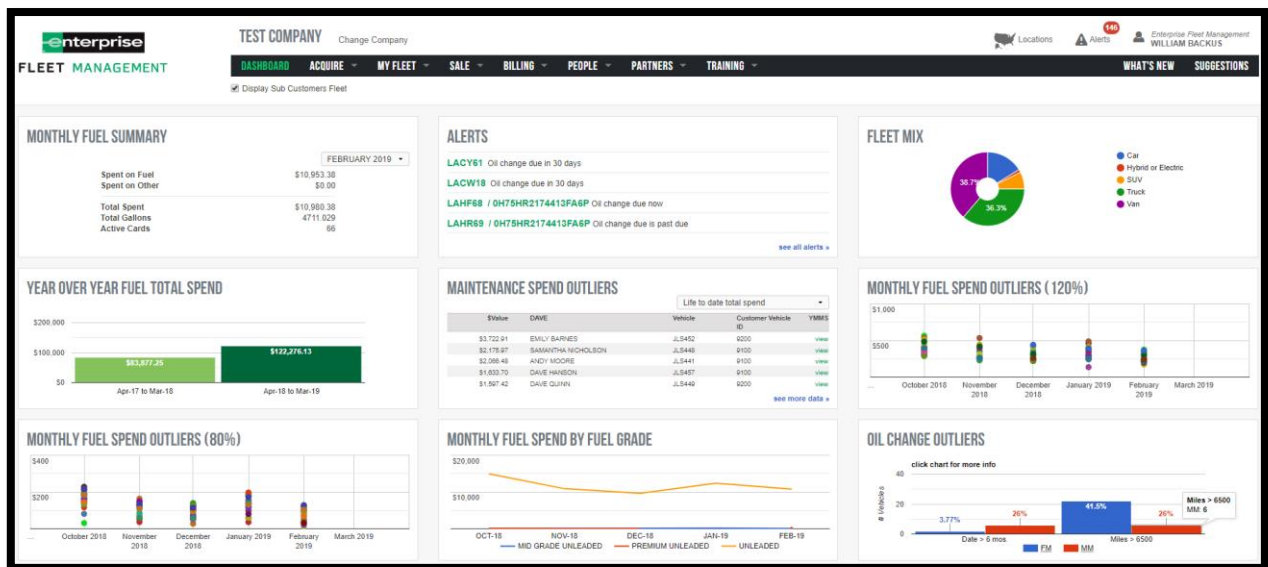 enterprise
FLEET MANAGEMENT
TEST COMPANY Change Company
Locations
146
Alerts
Enterprise Fleet Management
WILLIAM BACKUS
DASHBOARD ACQUIRE MY FLEET SALE BILLING PEOPLE PARTNERS TRAINING WHAT'S NEW SUGGESTIONS
Display Sub Customers Fleet
MONTHLY FUEL SUMMARY
FEBRUARY 2019
Spent on Fuel $10,953.38
Spent on Other $0.00
Total Spent $10,980.38
Total Gallons 4711.029
Active Cards 66
ALERTS
LACY61 Oil change due in 30 days
LACW18 Oil change due in 30 days
LAHF68 / 0H75HR2174413FA6P Oil change due now
LAHR69 / 0H75HR2174413FA6P Oil change due is past due
see all alerts »
FLEET MIX
38.7%
36.3%
Car
Hybrid or Electric
SUV
Truck
Van
YEAR OVER YEAR FUEL TOTAL SPEND
$200,000
$100,000
$0
$83,877.25
$122,276.13
Apr-17 to Mar-18
Apr-18 to Mar-19
MAINTENANCE SPEND OUTLIERS
Life to date total spend
$Value DAVE Vehicle Customer Vehicle ID YMMS
$3,722.91 EMILY BARNES JLS452 9200 view
$2,175.97 SAMANTHA NICHOLSON JLS448 9100 view
$2,066.48 ANDY MOORE JLS441 9100 view
$1,633.70 DAVE HANSON JLS457 9100 view
$1,597.42 DAVE QUINN JLS449 9200 view
see more data »
MONTHLY FUEL SPEND OUTLIERS (120%)
$1,000
$500
...
October 2018
November 2018
December 2018
January 2019
February 2019
March 2019
MONTHLY FUEL SPEND OUTLIERS (80%)
$400
$200
...
October 2018
November 2018
December 2018
January 2019
February 2019
March 2019
MONTHLY FUEL SPEND BY FUEL GRADE
$20,000
$10,000
OCT-18 NOV-18 DEC-18 JAN-19 FEB-19
MID GRADE UNLEADED PREMIUM UNLEADED UNLEADED
OIL CHANGE OUTLIERS
click chart for more info
# Vehicles
40
20
0
3.77%
26%
41.5%
26%
Miles > 6500
MM: 6
Date > 6 mos
Miles > 6500
FM MM